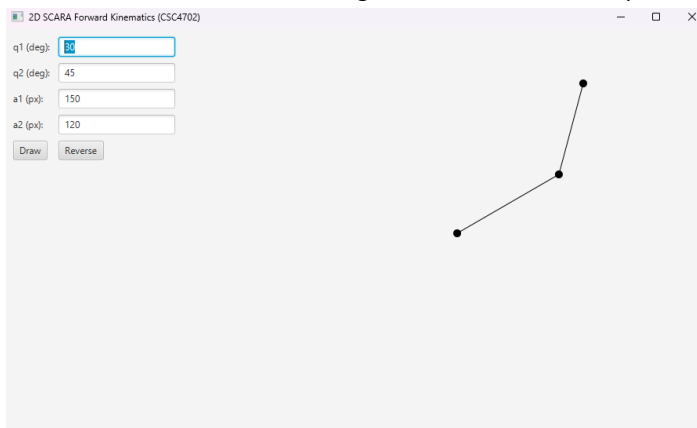 2D SCARA Forward Kinematics (CSC4702)
q1 (deg): 30
q2 (deg): 45
a1 (px): 150
a2 (px): 120
Draw Reverse